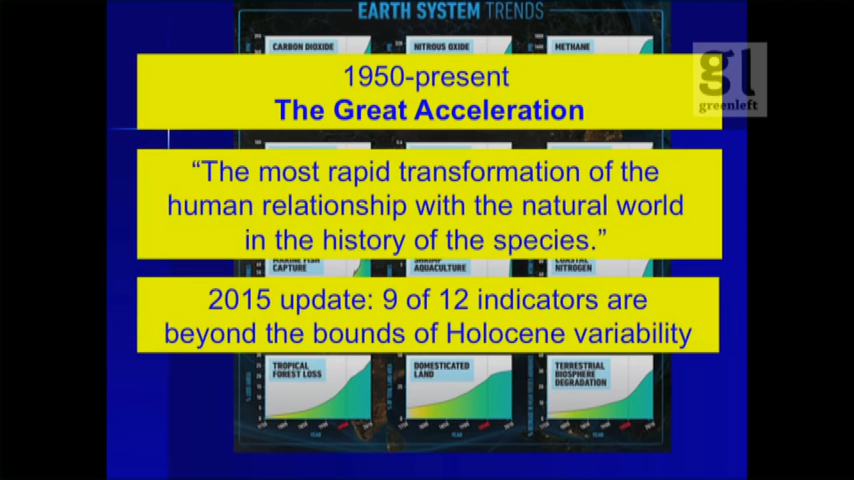 EARTH SYSTEM TRENDS
CARBON DIOXIDE
NITROUS OXIDE
METHANE
gl
greenleft
1950-present
The Great Acceleration
“The most rapid transformation of the
human relationship with the natural world
in the history of the species.”
MARINE FISH
CAPTURE
SHRIMP
AQUACULTURE
COASTAL
NITROGEN
2015 update: 9 of 12 indicators are
beyond the bounds of Holocene variability
TROPICAL
FOREST LOSS
DOMESTICATED
LAND
TERRESTRIAL
BIOSPHERE
DEGRADATION
YEAR
YEAR
YEAR